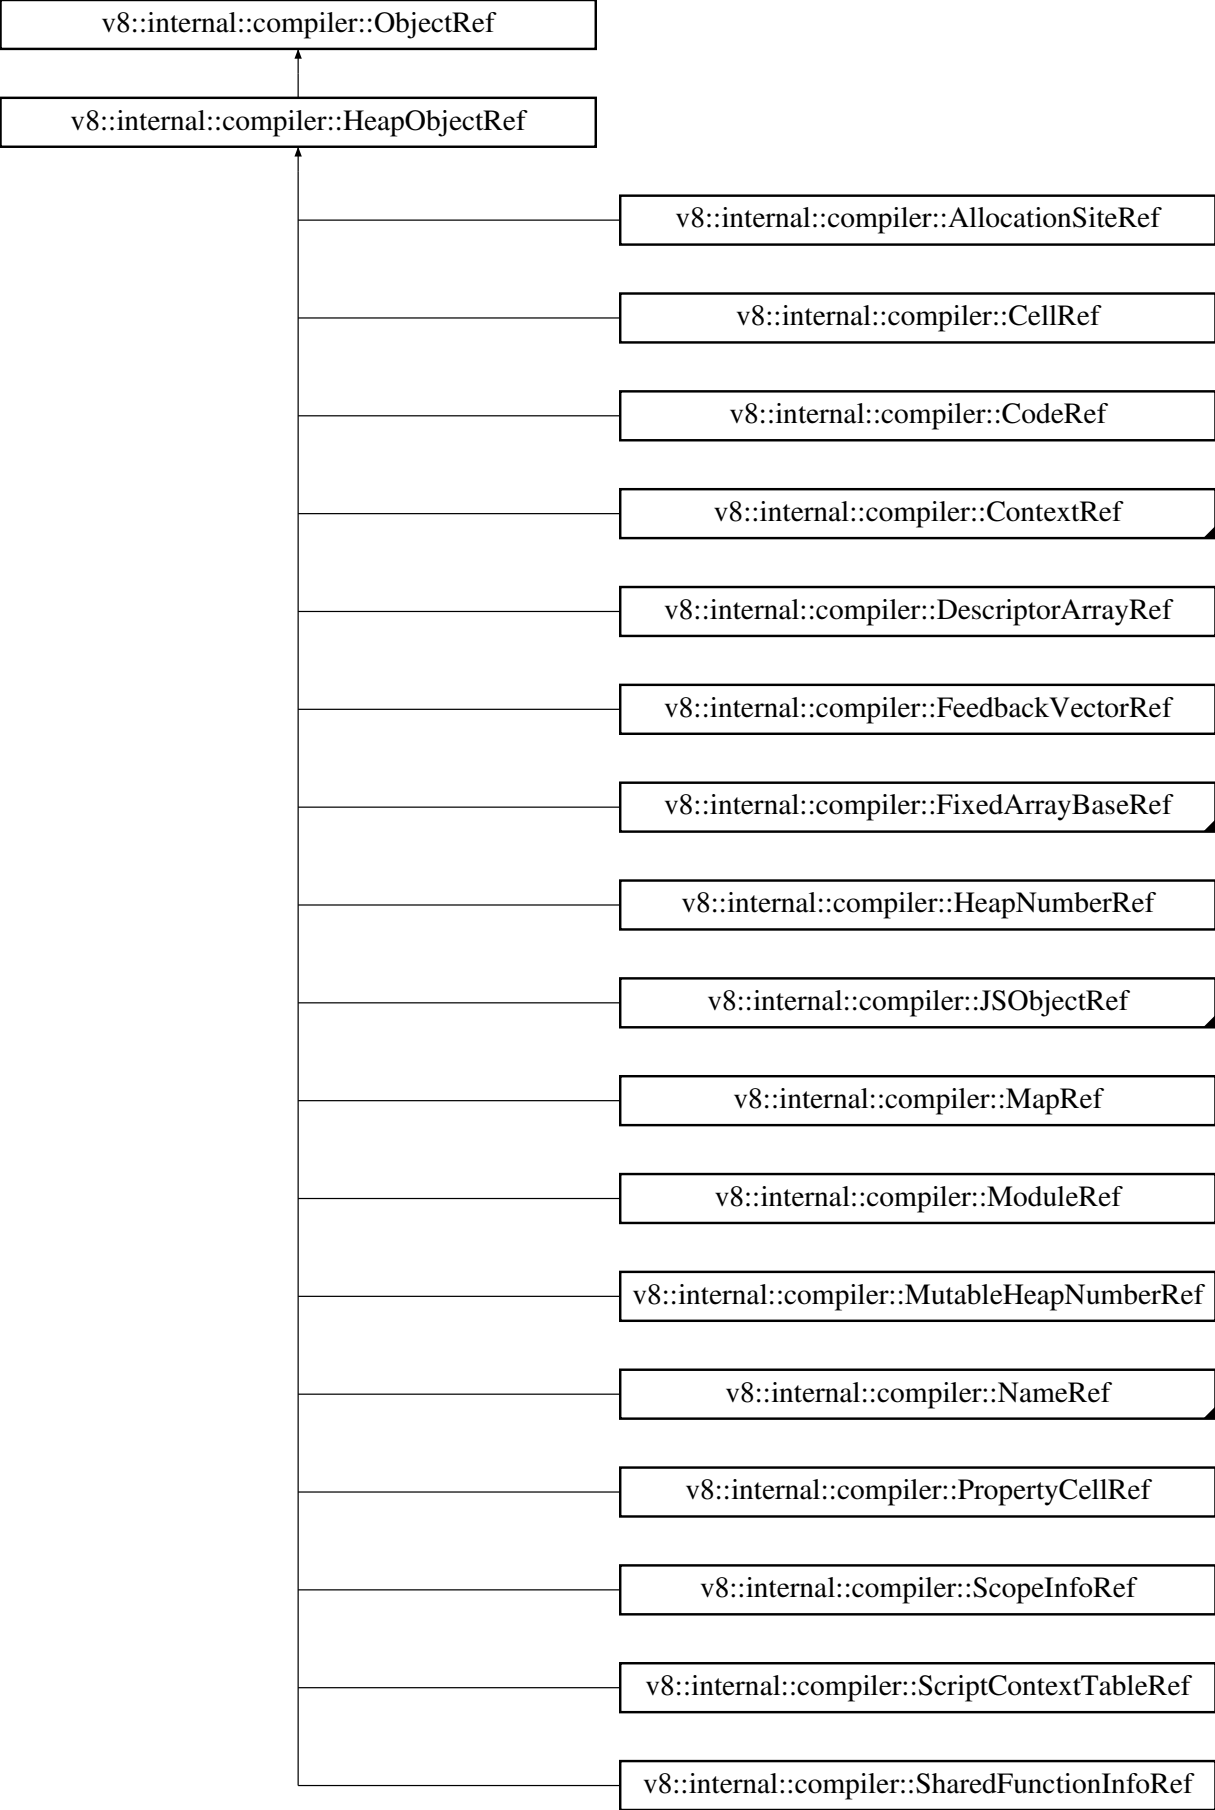 v8::internal::compiler::ObjectRef
v8::internal::compiler::HeapObjectRef
v8::internal::compiler::AllocationSiteRef
v8::internal::compiler::CellRef
v8::internal::compiler::CodeRef
v8::internal::compiler::ContextRef
v8::internal::compiler::DescriptorArrayRef
v8::internal::compiler::FeedbackVectorRef
v8::internal::compiler::FixedArrayBaseRef
v8::internal::compiler::HeapNumberRef
v8::internal::compiler::JSObjectRef
v8::internal::compiler::MapRef
v8::internal::compiler::ModuleRef
v8::internal::compiler::MutableHeapNumberRef
v8::internal::compiler::NameRef
v8::internal::compiler::PropertyCellRef
v8::internal::compiler::ScopeInfoRef
v8::internal::compiler::ScriptContextTableRef
v8::internal::compiler::SharedFunctionInfoRef